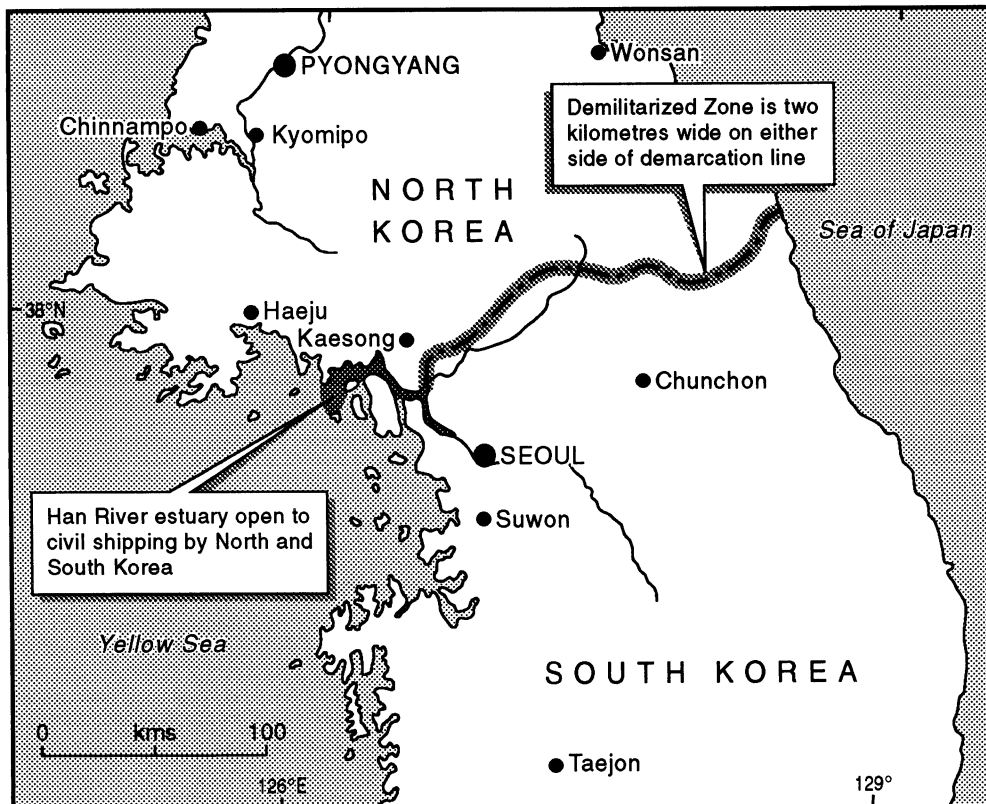 PYONGYANG
Wonsan
Demilitarized Zone is two
kilometres wide on either
side of demarcation line
Chinnampo
Kyomipo
NORTH
KOREA
Sea of Japan
38°N
Haeju
Kaesong
Chunchon
SEOUL
Han River estuary open to
civil shipping by North and
South Korea
Suwon
Yellow Sea
SOUTH KOREA
0 kms 100
Taejon
126°E
129°